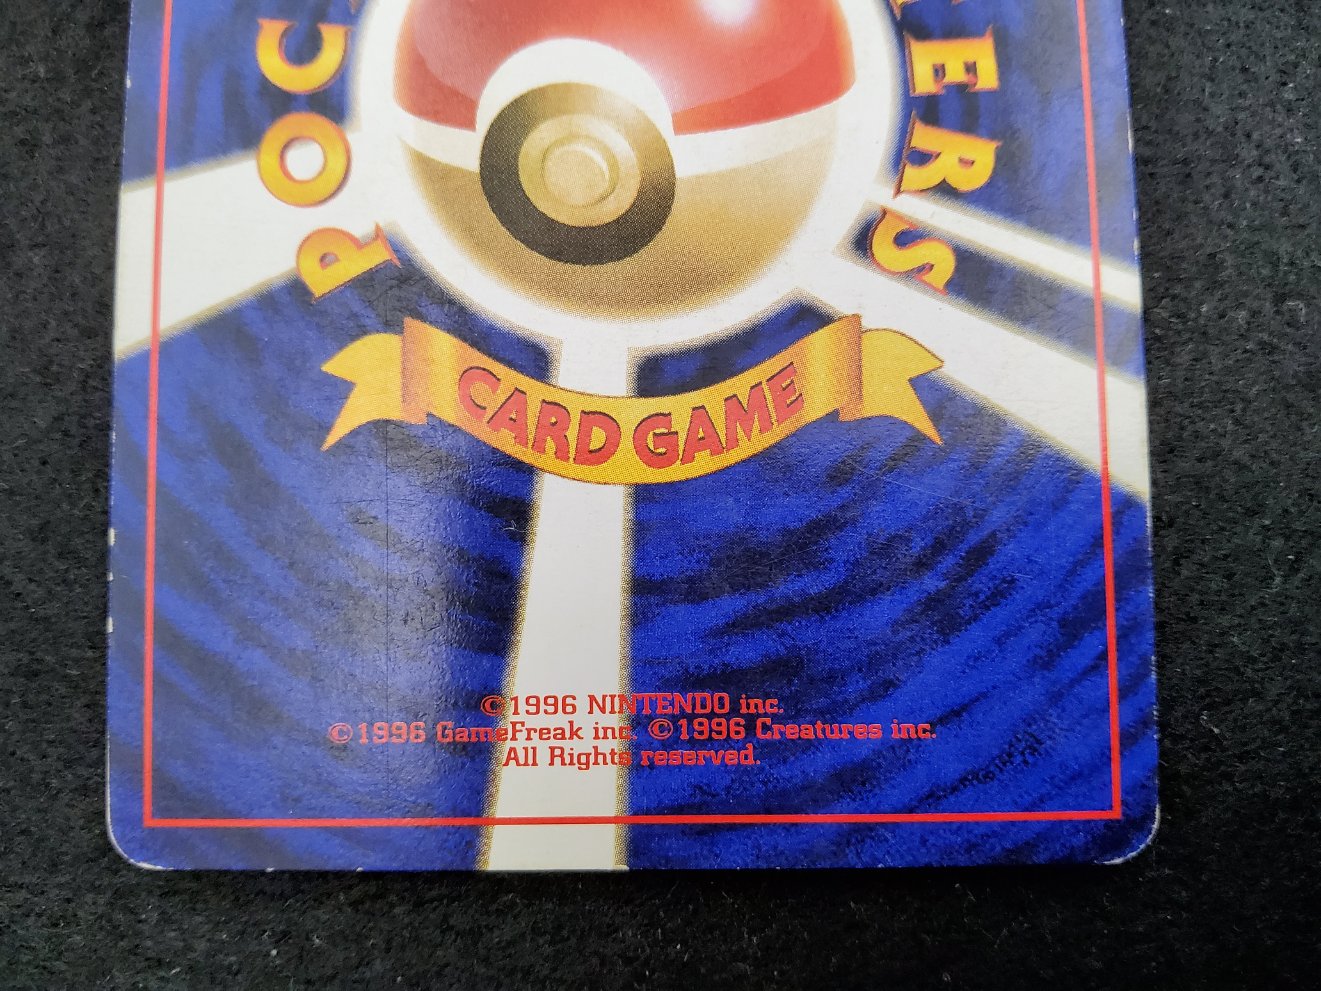 POC
ERS
CARD GAME
©1996 NINTENDO inc.
©1996 GameFreak inc. ©1996 Creatures inc.
All Rights reserved.